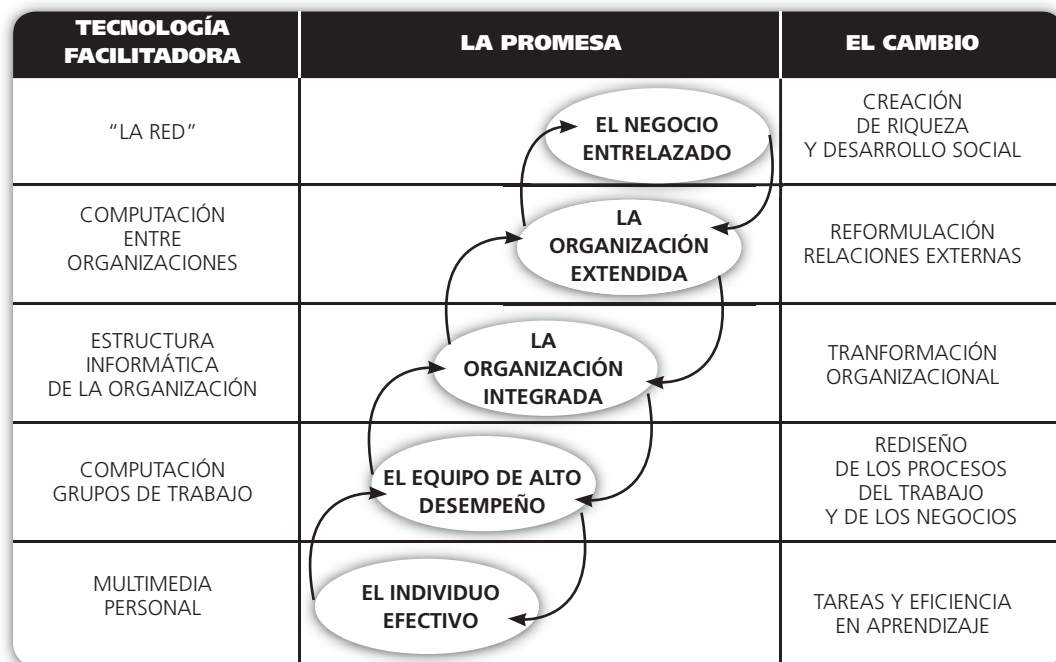 TECNOLOGÍA
FACILITADORA
LA PROMESA
EL CAMBIO
“LA RED”
EL NEGOCIO
ENTRELAZADO
CREACIÓN
DE RIQUEZA
Y DESARROLLO SOCIAL
COMPUTACIÓN
ENTRE
ORGANIZACIONES
LA
ORGANIZACIÓN
EXTENDIDA
REFORMULACIÓN
RELACIONES EXTERNAS
ESTRUCTURA
INFORMÁTICA
DE LA ORGANIZACIÓN
LA
ORGANIZACIÓN
INTEGRADA
TRANFORMACIÓN
ORGANIZACIONAL
COMPUTACIÓN
GRUPOS DE TRABAJO
EL EQUIPO DE ALTO
DESEMPEÑO
REDISEÑO
DE LOS PROCESOS
DEL TRABAJO
Y DE LOS NEGOCIOS
MULTIMEDIA
PERSONAL
EL INDIVIDUO
EFECTIVO
TAREAS Y EFICIENCIA
EN APRENDIZAJE